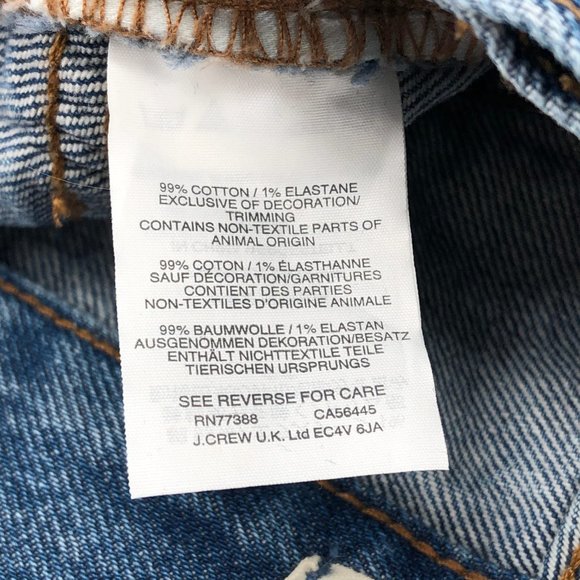 99% COTTON / 1% ELASTANE
EXCLUSIVE OF DECORATION/
TRIMMING
CONTAINS NON-TEXTILE PARTS OF
ANIMAL ORIGIN
99% COTON / 1% ÉLASTHANNE
SAUF DÉCORATION/GARNITURES
CONTIENT DES PARTIES
NON-TEXTILES D'ORIGINE ANIMALE
99% BAUMWOLLE / 1% ELASTAN
AUSGENOMMEN DEKORATION/BESATZ
ENTHÄLT NICHTTEXTILE TEILE
TIERISCHEN URSPRUNGS
SEE REVERSE FOR CARE
RN77388 CA56445
J.CREW U.K. Ltd EC4V 6JA